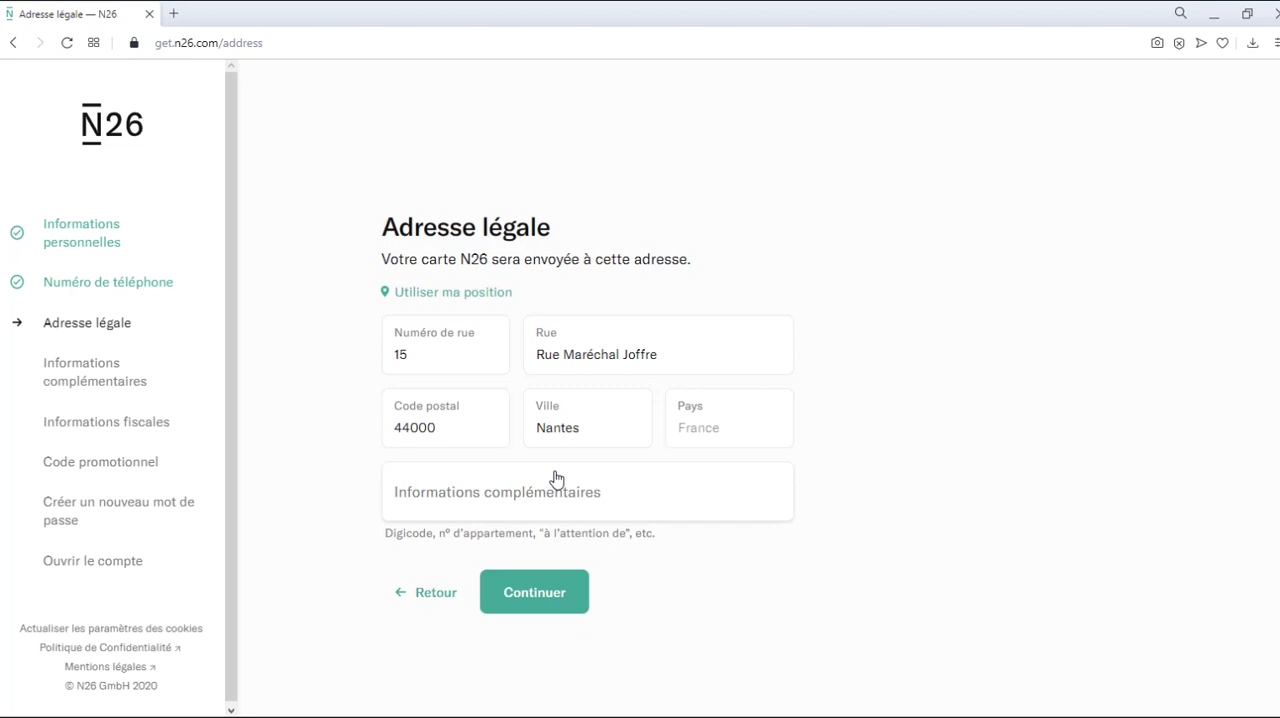 Adresse légale — N26
get.n26.com/address
N26
Informations
personnelles
Numéro de téléphone
Adresse légale
Informations
complémentaires
Informations fiscales
Code promotionnel
Créer un nouveau mot de
passe
Ouvrir le compte
Actualiser les paramètres des cookies
Politique de Confidentialité ↗
Mentions légales ↗
© N26 GmbH 2020
Adresse légale
Votre carte N26 sera envoyée à cette adresse.
Utiliser ma position
Numéro de rue
15
Rue
Rue Maréchal Joffre
Code postal
44000
Ville
Nantes
Pays
France
Informations complémentaires
Digicode, nº d'appartement, "à l'attention de", etc.
← Retour
Continuer